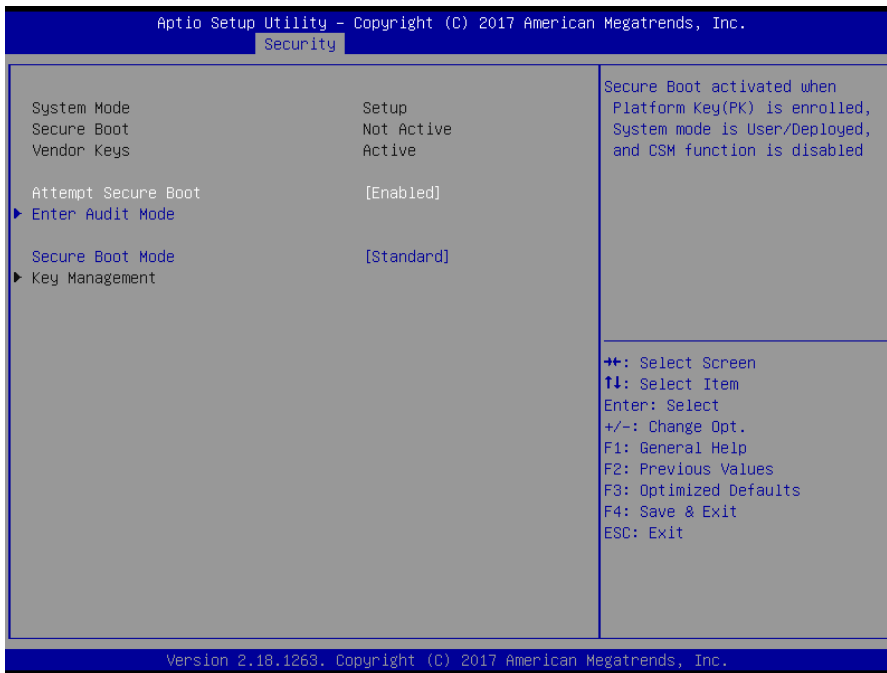 Aptio Setup Utility – Copyright (C) 2017 American Megatrends, Inc.
Security
System Mode Setup
Secure Boot Not Active
Vendor Keys Active
Attempt Secure Boot [Enabled]
Enter Audit Mode
Secure Boot Mode [Standard]
Key Management
Secure Boot activated when
Platform Key(PK) is enrolled,
System mode is User/Deployed,
and CSM function is disabled
→←: Select Screen
↑↓: Select Item
Enter: Select
+/-: Change Opt.
F1: General Help
F2: Previous Values
F3: Optimized Defaults
F4: Save & Exit
ESC: Exit
Version 2.18.1263. Copyright (C) 2017 American Megatrends, Inc.